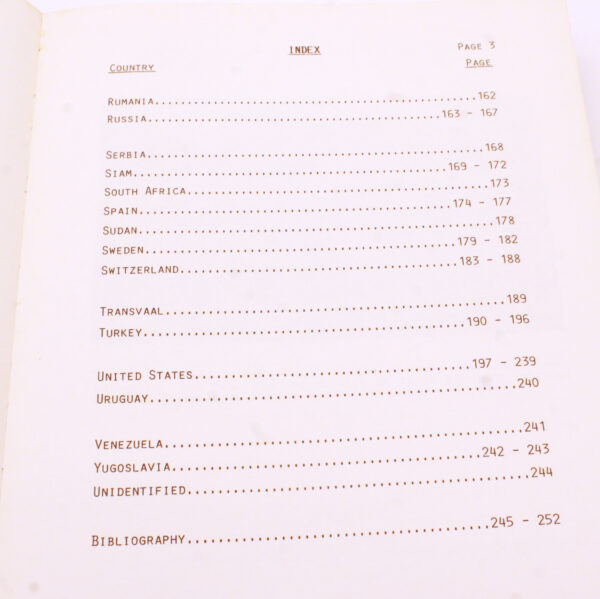 INDEX PAGE 3
COUNTRY PAGE
RUMANIA..................................................162
RUSSIA..............................................163 - 167
SERBIA...................................................168
SIAM................................................169 - 172
SOUTH AFRICA.............................................173
SPAIN...............................................174 - 177
SUDAN....................................................178
SWEDEN..............................................179 - 182
SWITZERLAND.........................................183 - 188
TRANSVAAL................................................189
TURKEY..............................................190 - 196
UNITED STATES.......................................197 - 239
URUGUAY..................................................240
VENEZUELA................................................241
YUGOSLAVIA..........................................242 - 243
UNIDENTIFIED.............................................244
BIBLIOGRAPHY........................................245 - 252